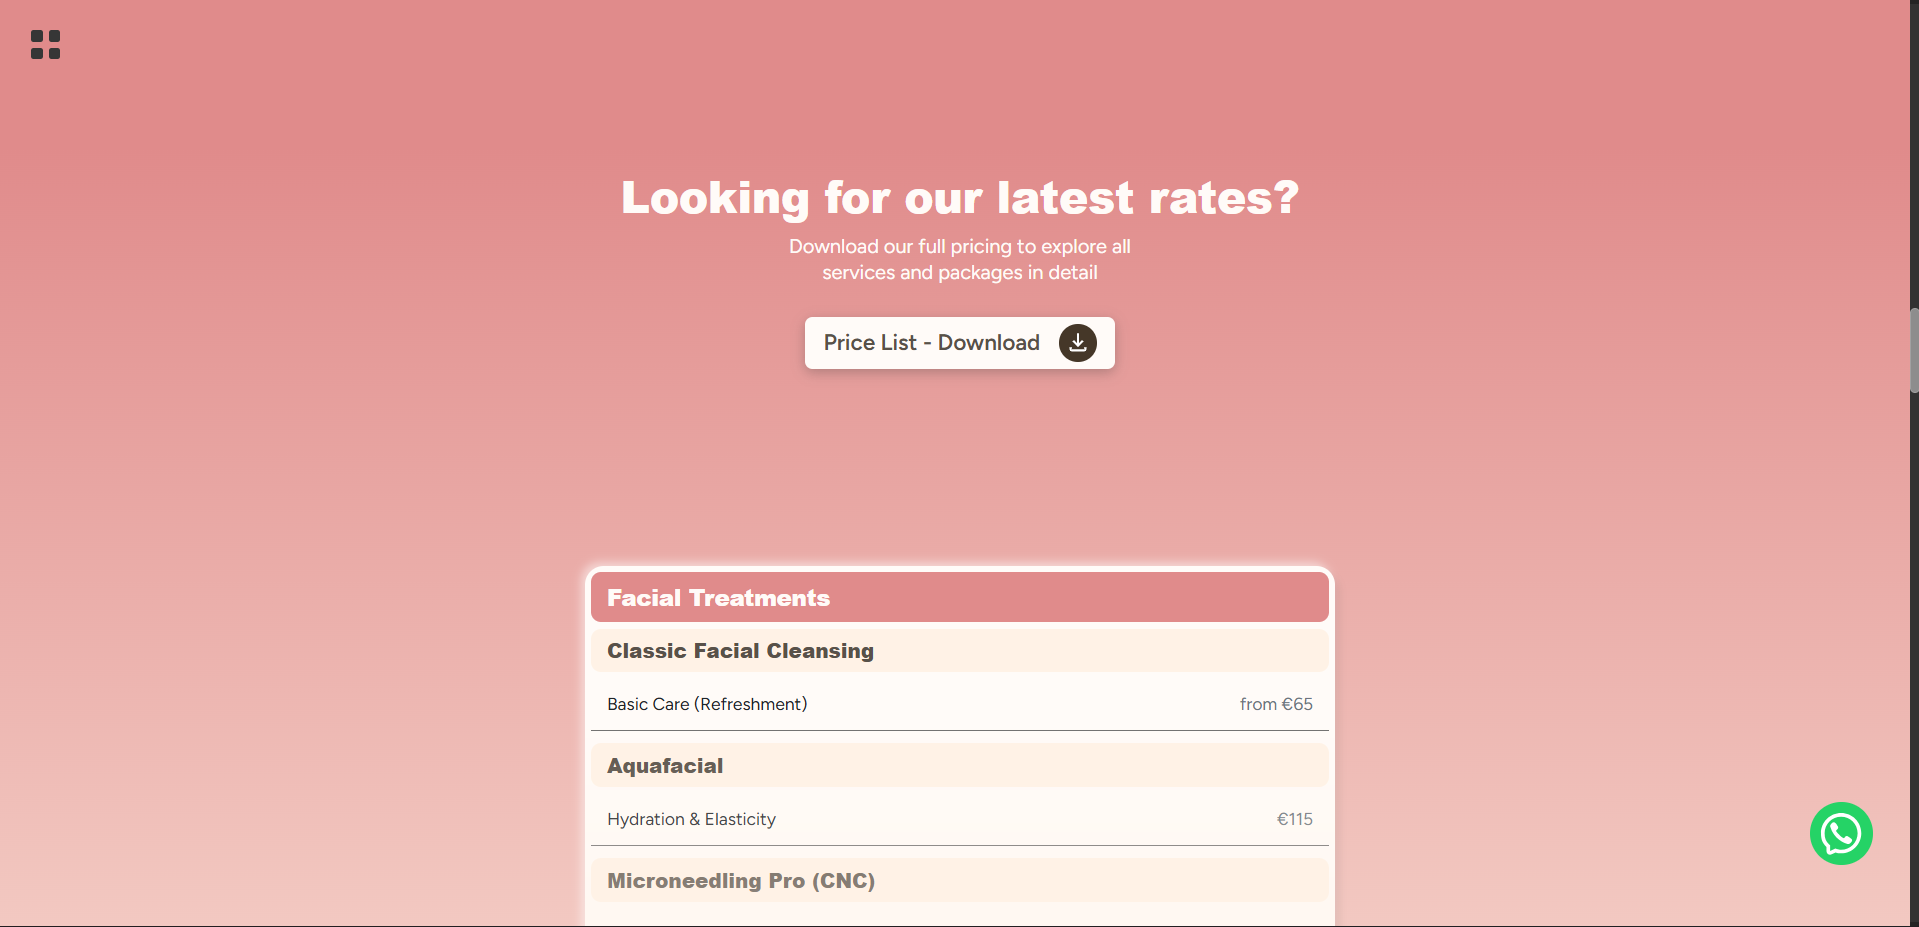 Looking for our latest rates?
Download our full pricing to explore all
services and packages in detail
Price List - Download
Facial Treatments
Classic Facial Cleansing
Basic Care (Refreshment) from €65
Aquafacial
Hydration & Elasticity €115
Microneedling Pro (CNC)